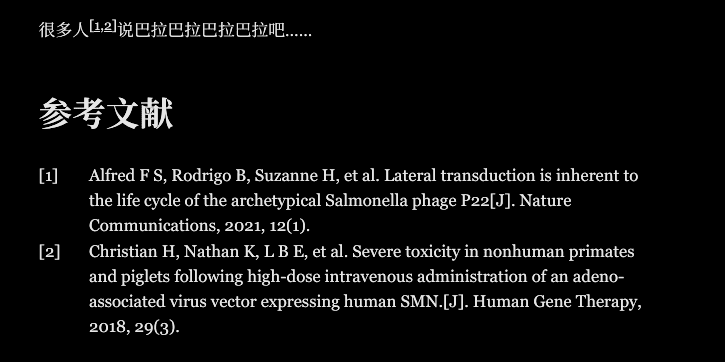 很多人[1,2]说巴拉巴拉巴拉巴拉吧……
参考文献
[1] Alfred F S, Rodrigo B, Suzanne H, et al. Lateral transduction is inherent to
the life cycle of the archetypical Salmonella phage P22[J]. Nature
Communications, 2021, 12(1).
[2] Christian H, Nathan K, L B E, et al. Severe toxicity in nonhuman primates
and piglets following high-dose intravenous administration of an adeno-
associated virus vector expressing human SMN.[J]. Human Gene Therapy,
2018, 29(3).